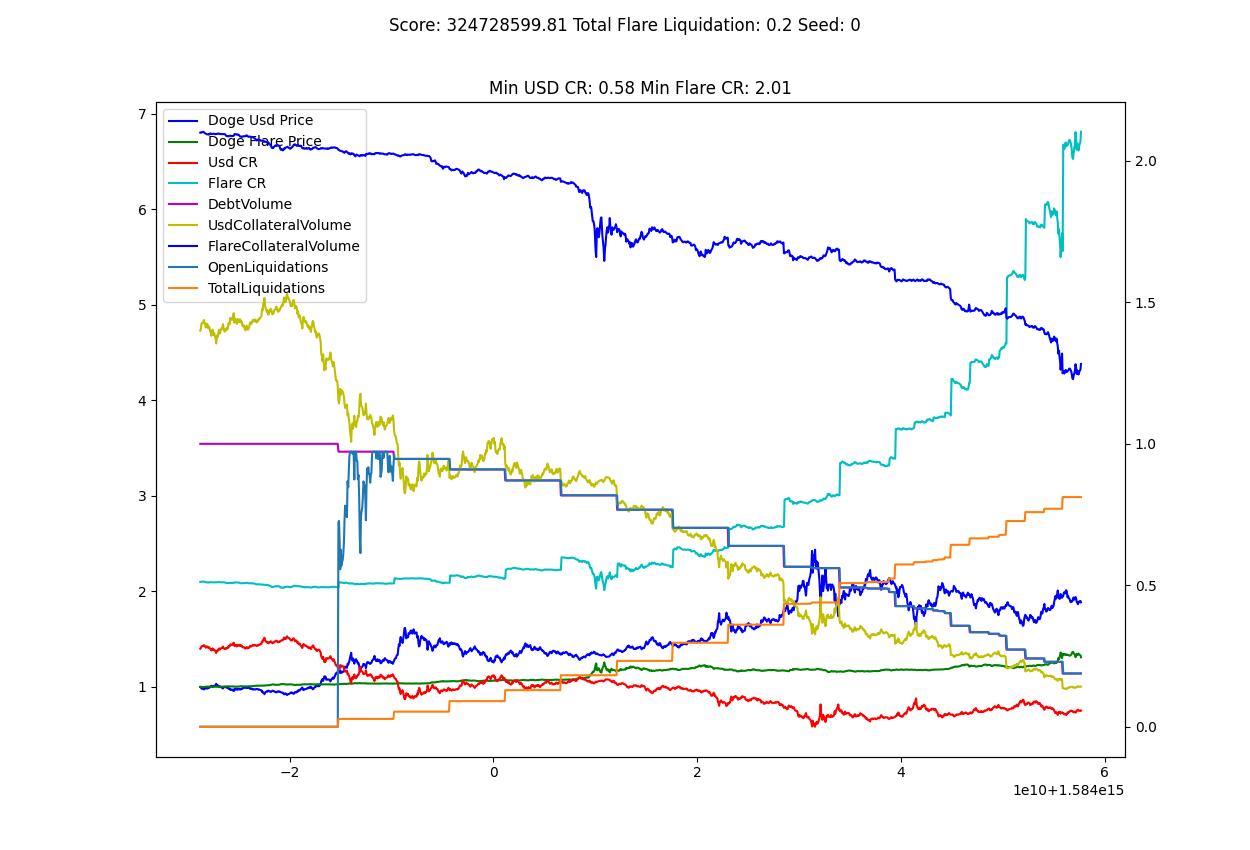 Score: 324728599.81 Total Flare Liquidation: 0.2 Seed: 0
Min USD CR: 0.58 Min Flare CR: 2.01
Doge Usd Price
Doge Flare Price
Usd CR
Flare CR
DebtVolume
UsdCollateralVolume
FlareCollateralVolume
OpenLiquidations
TotalLiquidations
7
6
5
4
3
2
1
2.0
1.5
1.0
0.5
0.0
−2 0 2 4 6
1e10+1.584e15